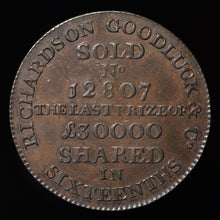 RICHARDSON GOODLUCK & Co.
SOLD
No
12807
THE LAST PRIZE OF
£30000
SHARED
IN
SIXTEENTHS